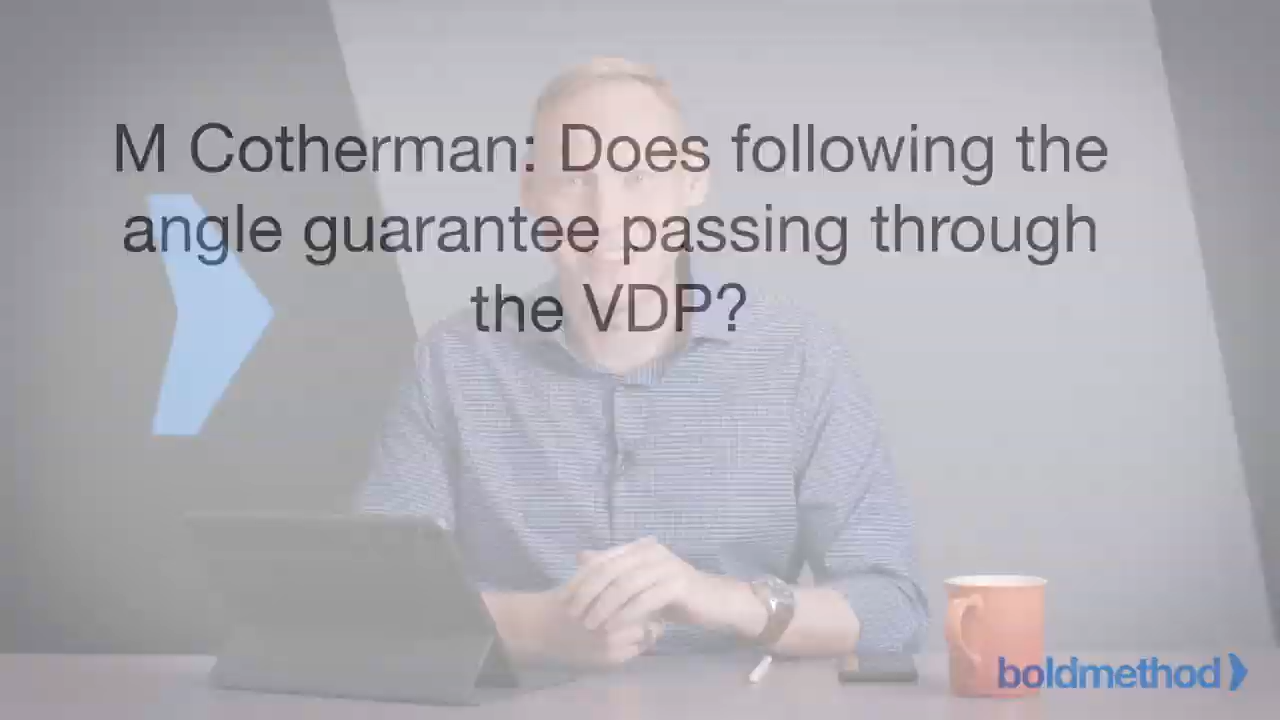 M Cotherman: Does following the
angle guarantee passing through
the VDP?
boldmethod